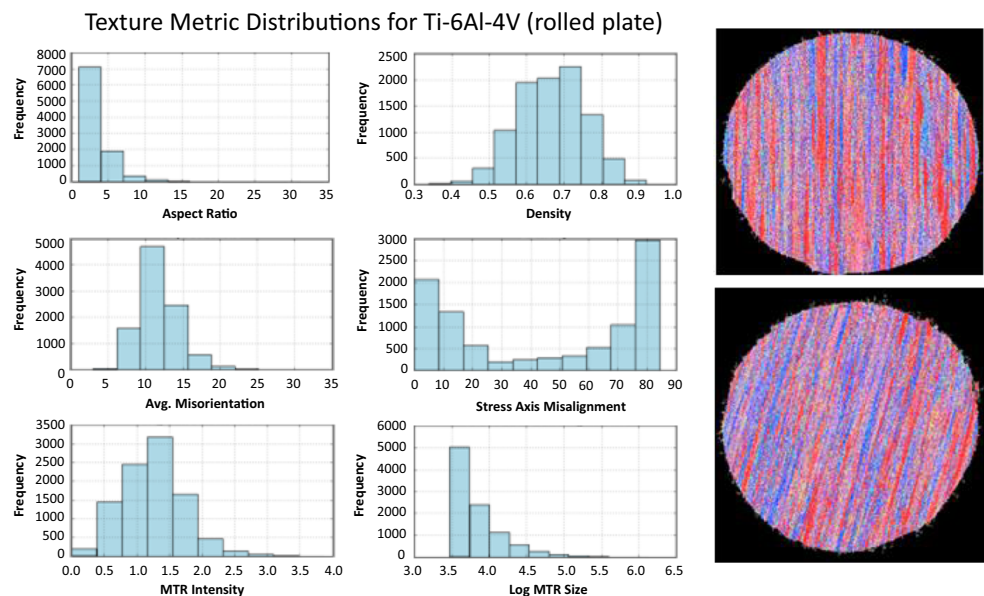 Texture Metric Distributions for Ti-6Al-4V (rolled plate)
Frequency
8000
7000
6000
5000
4000
3000
2000
1000
0
0 5 10 15 20 25 30 35
Aspect Ratio
Frequency
2500
2000
1500
1000
500
0
0.3 0.4 0.5 0.6 0.7 0.8 0.9 1.0
Density
Frequency
5000
4000
3000
2000
1000
0
0 5 10 15 20 25 30 35
Avg. Misorientation
Frequency
3000
2500
2000
1500
1000
500
0
0 10 20 30 40 50 60 70 80 90
Stress Axis Misalignment
Frequency
3500
3000
2500
2000
1500
1000
500
0
0.0 0.5 1.0 1.5 2.0 2.5 3.0 3.5 4.0
MTR Intensity
Frequency
6000
5000
4000
3000
2000
1000
0
3.0 3.5 4.0 4.5 5.0 5.5 6.0 6.5
Log MTR Size